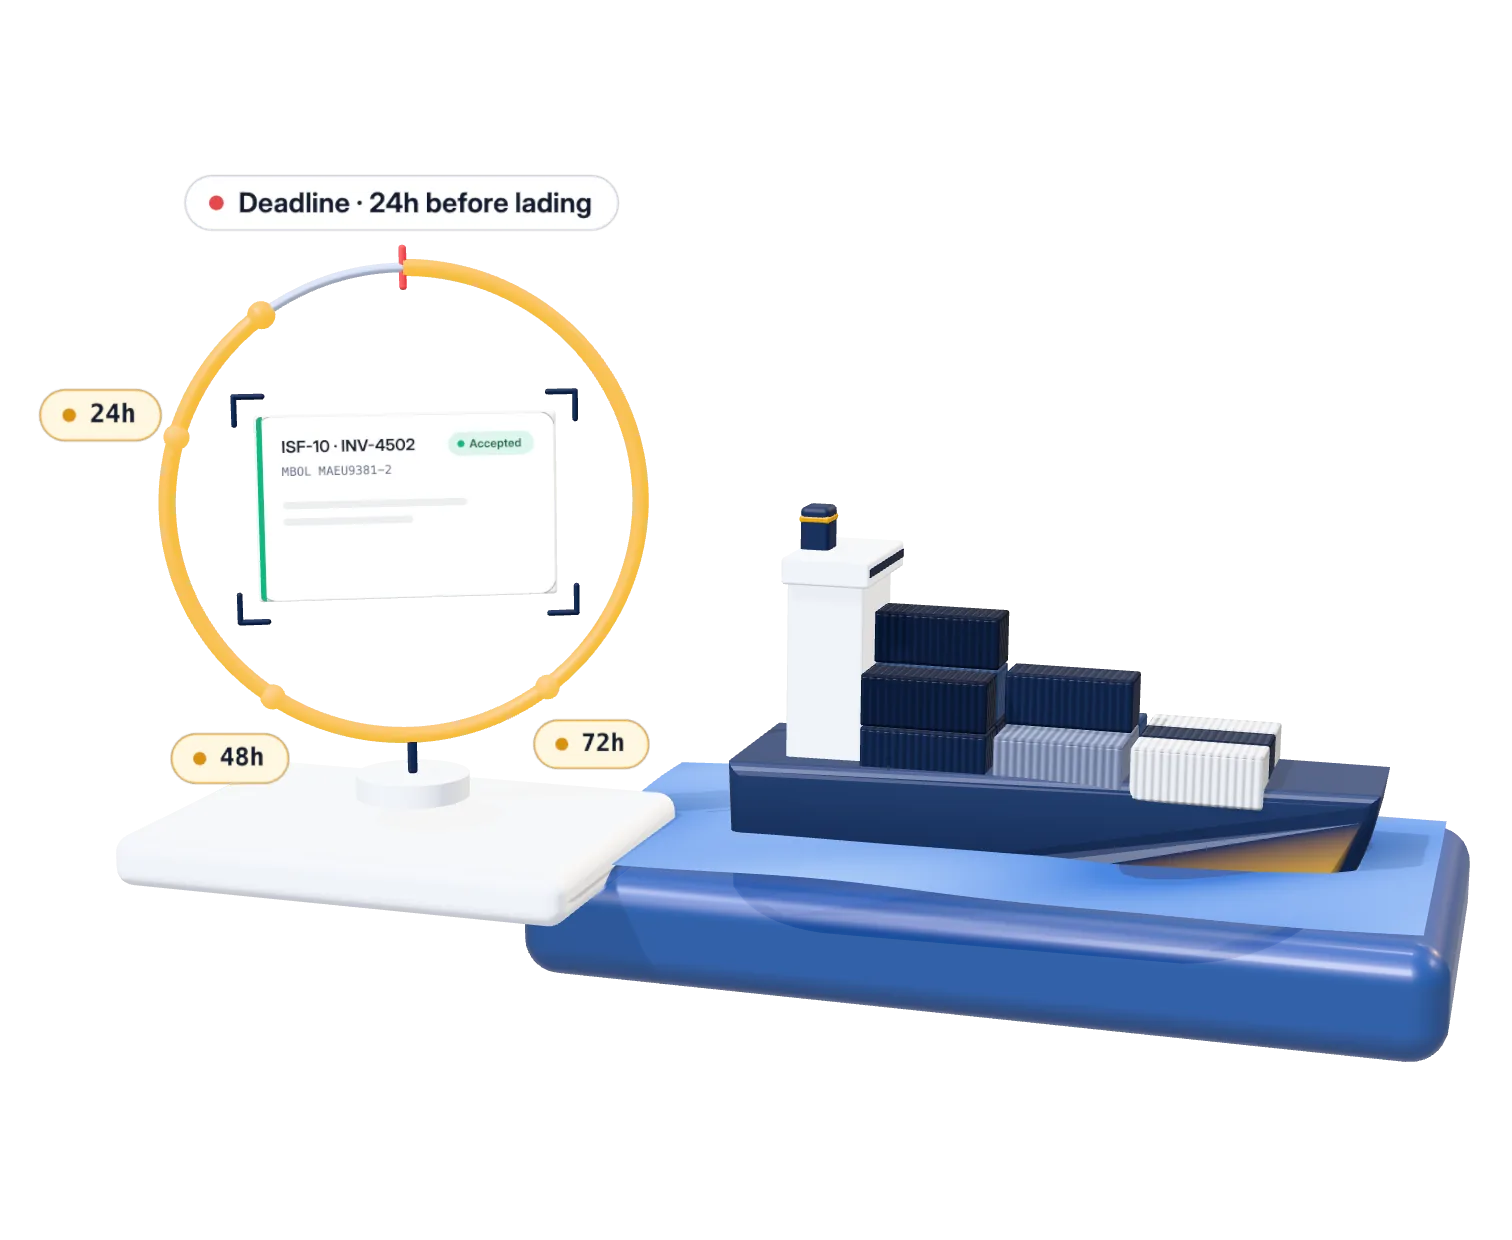 Deadline · 24h before lading
24h
ISF-10 · INV-4502
Accepted
MBOL MAEU9381-2
48h
72h